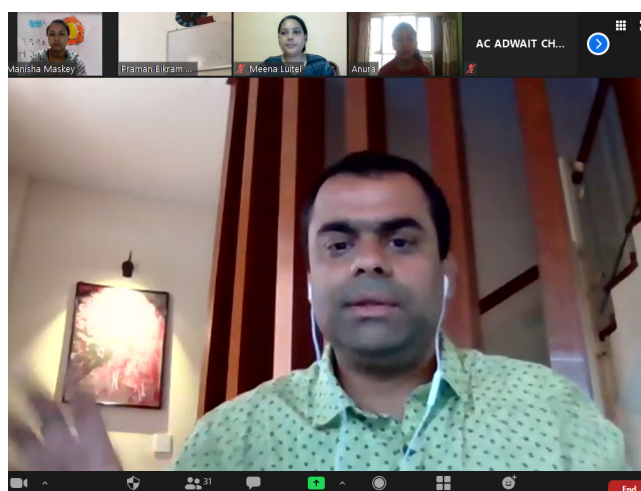 Manisha Maskey
Praman Bikram ...
Meena Luitel
Anura
AC ADWAIT CH...
31
End